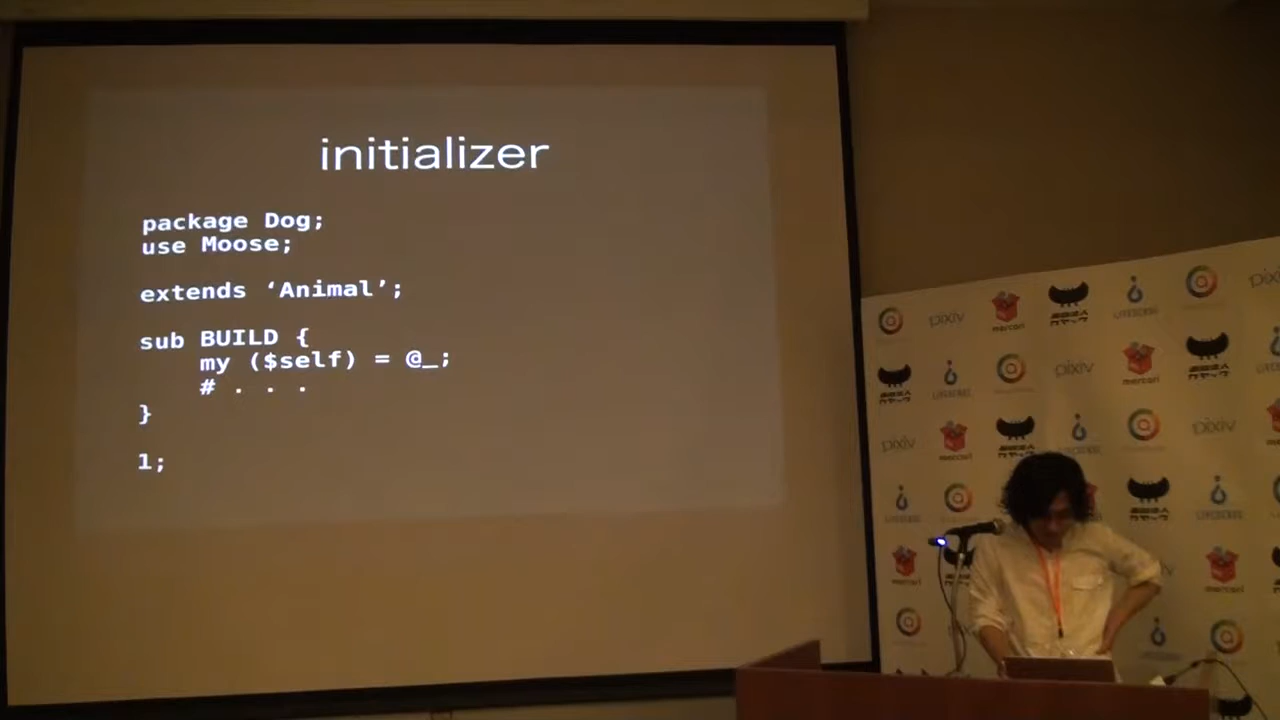 initializer
package Dog;
use Moose;
extends ‘Animal’;
sub BUILD {
my ($self) = @_;
# . . .
}
1;
pixiv
mercari
pixiv
mercari
pixiv
mercari
pixiv
mercari
mercari